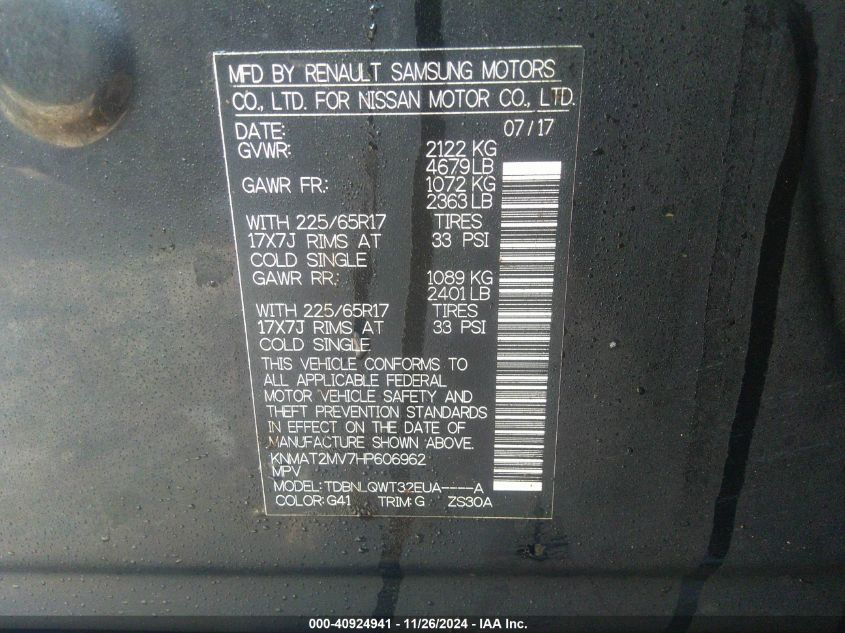 MFD BY RENAULT SAMSUNG MOTORS
CO., LTD. FOR NISSAN MOTOR CO., LTD.
DATE: 07/17
GVWR: 2122 KG
4679LB
GAWR FR: 1072 KG
2363 LB
WITH 225/65R17 TIRES
17X7J RIMS AT 33 PSI
COLD SINGLE
GAWR RR: 1089 KG
2401LB
WITH 225/65R17 TIRES
17X7J RIMS AT 33 PSI
COLD SINGLE
THIS VEHICLE CONFORMS TO
ALL APPLICABLE FEDERAL
MOTOR VEHICLE SAFETY AND
THEFT PREVENTION STANDARDS
IN EFFECT ON THE DATE OF
MANUFACTURE SHOWN ABOVE.
KNMAT2MV7HP606962
MPV
MODEL: TDBNLQWT32EUA----A
COLOR: G41 TRIM: G ZS30A
000-40924941 - 11/26/2024 - IAA Inc.